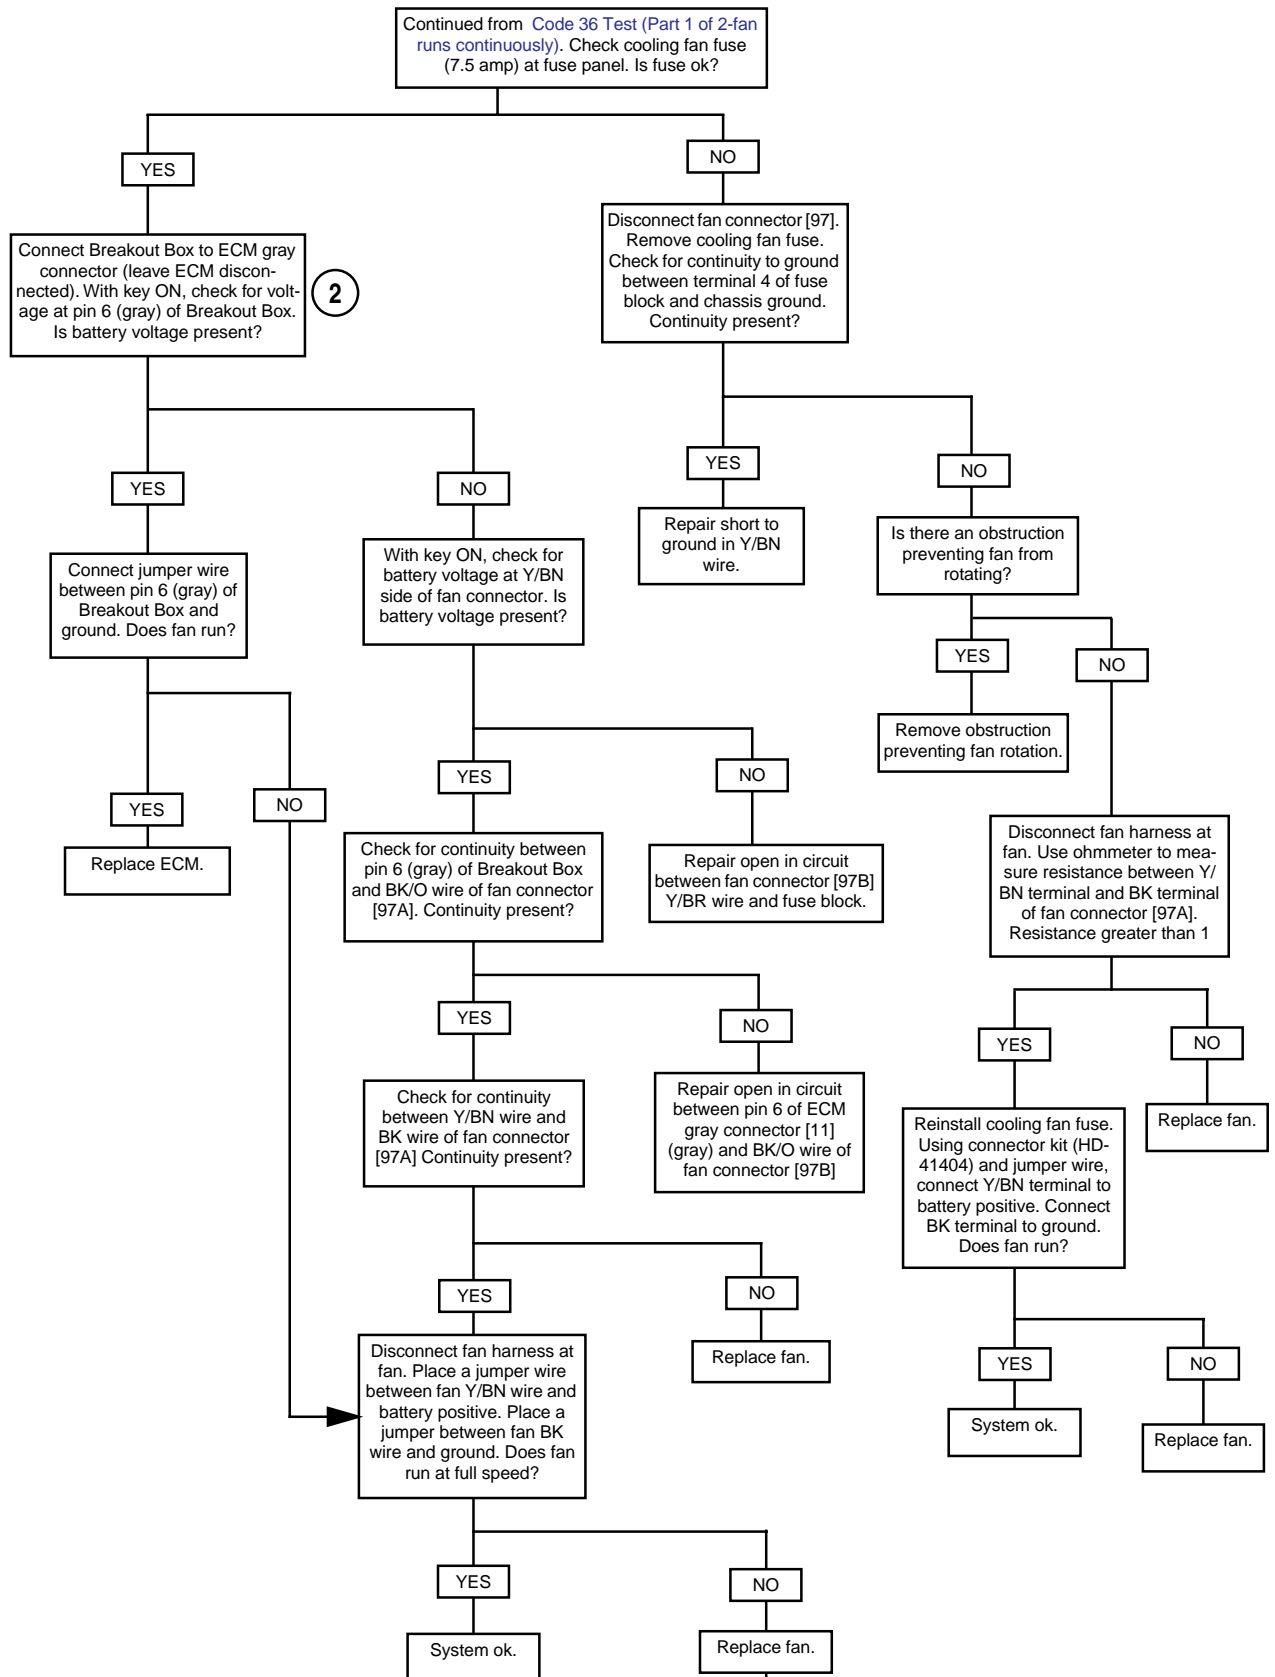 Continued from Code 36 Test (Part 1 of 2-fan
runs continuously). Check cooling fan fuse
(7.5 amp) at fuse panel. Is fuse ok?
YES
NO
Connect Breakout Box to ECM gray
connector (leave ECM discon-
nected). With key ON, check for volt-
age at pin 6 (gray) of Breakout Box.
Is battery voltage present?
2
Disconnect fan connector [97].
Remove cooling fan fuse.
Check for continuity to ground
between terminal 4 of fuse
block and chassis ground.
Continuity present?
YES
NO
YES
NO
Connect jumper wire
between pin 6 (gray) of
Breakout Box and
ground. Does fan run?
With key ON, check for
battery voltage at Y/BN
side of fan connector. Is
battery voltage present?
Repair short to
ground in Y/BN
wire.
Is there an obstruction
preventing fan from
rotating?
YES
NO
Remove obstruction
preventing fan rotation.
YES
NO
YES
NO
Replace ECM.
Check for continuity between
pin 6 (gray) of Breakout Box
and BK/O wire of fan connector
[97A]. Continuity present?
Repair open in circuit
between fan connector [97B]
Y/BR wire and fuse block.
Disconnect fan harness at
fan. Use ohmmeter to mea-
sure resistance between Y/
BN terminal and BK terminal
of fan connector [97A].
Resistance greater than 1
YES
NO
YES
NO
Check for continuity
between Y/BN wire and
BK wire of fan connector
[97A] Continuity present?
Repair open in circuit
between pin 6 of ECM
gray connector [11]
(gray) and BK/O wire of
fan connector [97B]
Reinstall cooling fan fuse.
Using connector kit (HD-
41404) and jumper wire,
connect Y/BN terminal to
battery positive. Connect
BK terminal to ground.
Does fan run?
Replace fan.
YES
NO
Replace fan.
YES
NO
System ok.
Replace fan.
Disconnect fan harness at
fan. Place a jumper wire
between fan Y/BN wire and
battery positive. Place a
jumper between fan BK
wire and ground. Does fan
run at full speed?
YES
NO
System ok.
Replace fan.